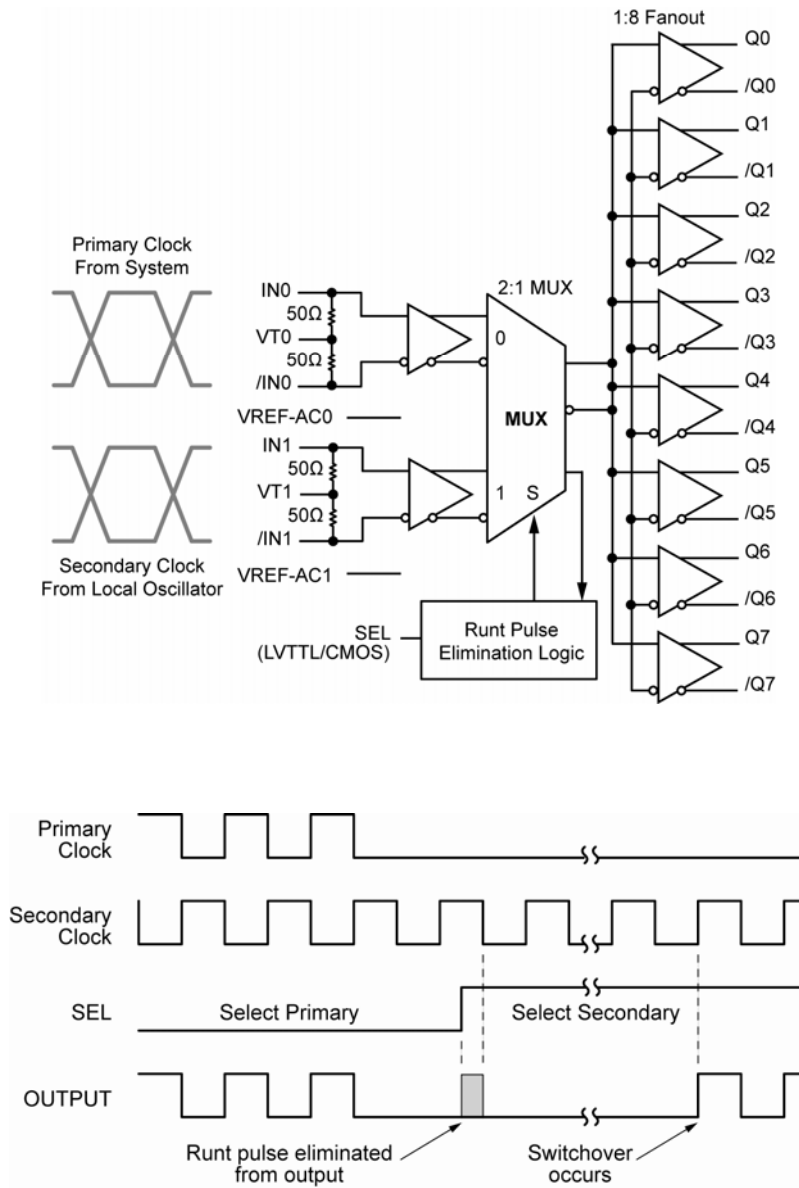 1:8 Fanout
Q0
/Q0
Q1
/Q1
Q2
/Q2
Q3
/Q3
Q4
/Q4
Q5
/Q5
Q6
/Q6
Q7
/Q7
Primary Clock
From System
Secondary Clock
From Local Oscillator
IN0
50Ω
VT0
50Ω
/IN0
VREF-AC0
IN1
50Ω
VT1
50Ω
/IN1
VREF-AC1
2:1 MUX
0
MUX
1 S
SEL
(LVTTL/CMOS)
Runt Pulse
Elimination Logic
Primary
Clock
Secondary
Clock
SEL
Select Primary
Select Secondary
OUTPUT
Runt pulse eliminated
from output
Switchover
occurs